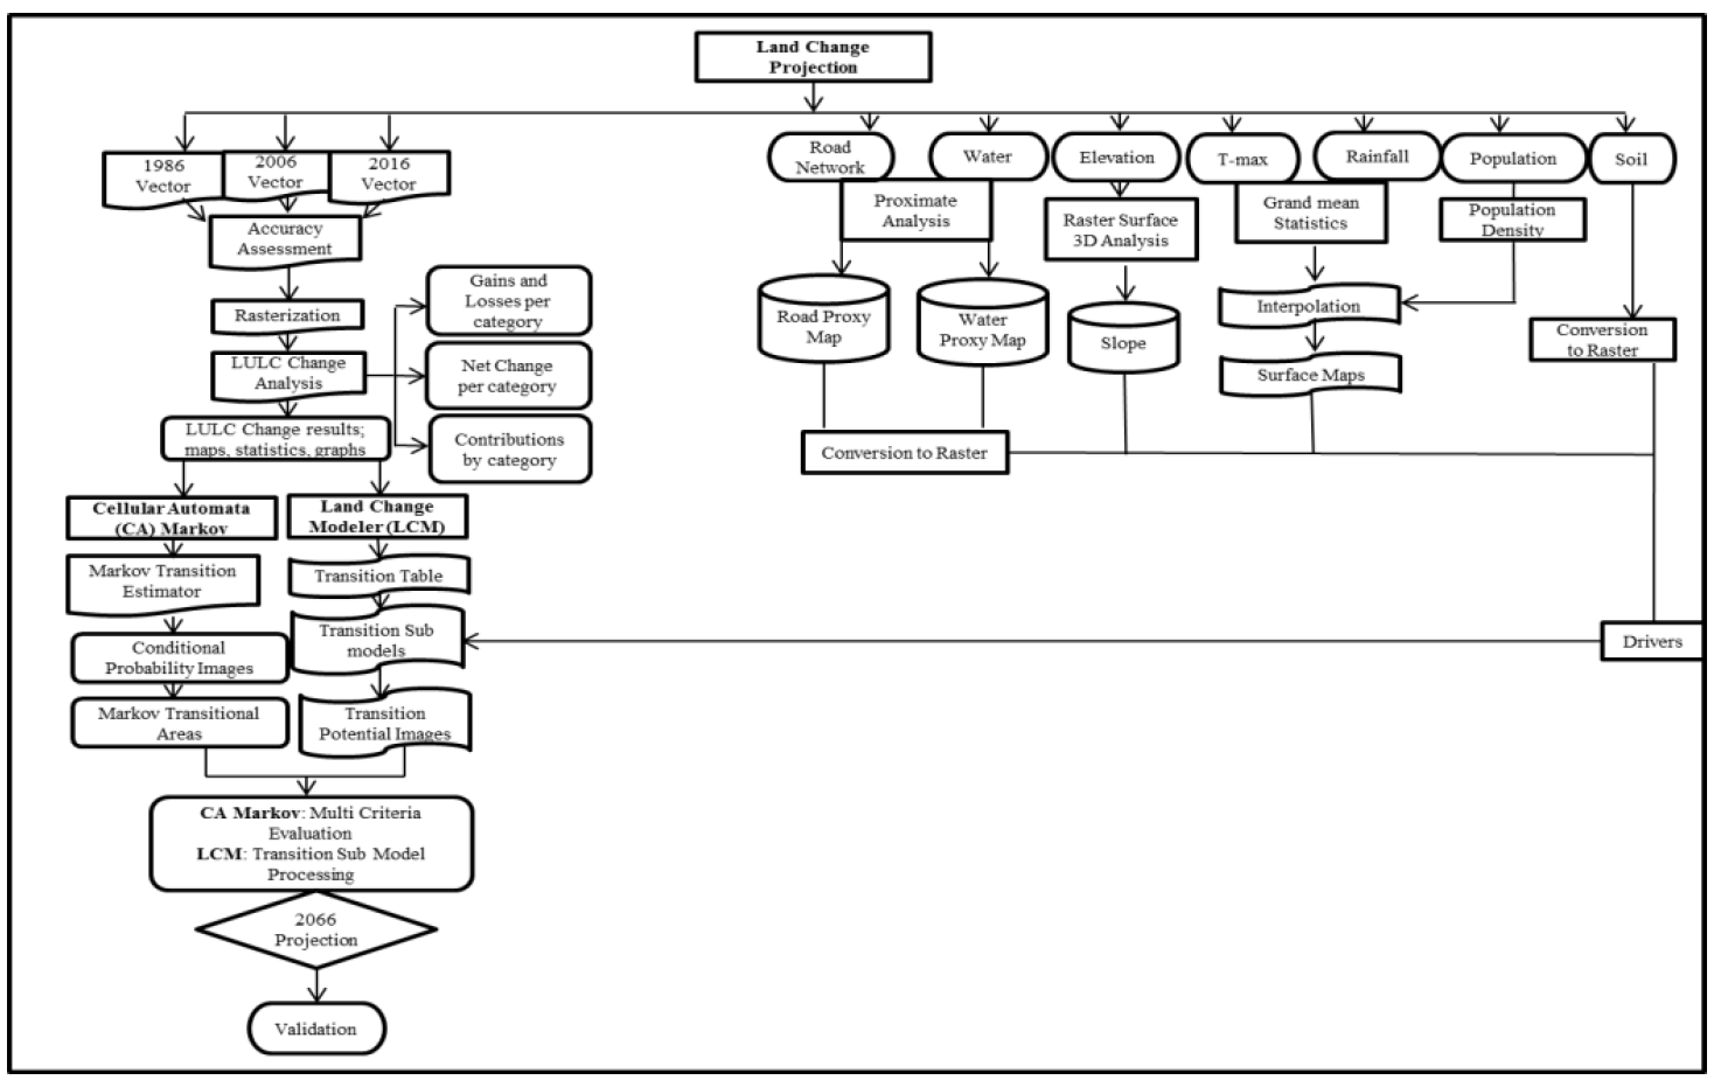 Land Change
Projection
1986
Vector
2006
Vector
2016
Vector
Road
Network
Water
Elevation
T-max
Rainfall
Population
Soil
Accuracy
Assessment
Proximate
Analysis
Raster Surface
3D Analysis
Grand mean
Statistics
Population
Density
Rasterization
Gains and
Losses per
category
Road Proxy
Map
Water
Proxy Map
Slope
Interpolation
Conversion
to Raster
LULC Change
Analysis
Net Change
per category
Surface Maps
LULC Change results;
maps, statistics, graphs
Contributions
by category
Conversion to Raster
Cellular Automata
(CA) Markov
Land Change
Modeler (LCM)
Markov Transition
Estimator
Transition Table
Conditional
Probability Images
Transition Sub
models
Drivers
Markov Transitional
Areas
Transition
Potential Images
CA Markov: Multi Criteria
Evaluation
LCM: Transition Sub Model
Processing
2066
Projection
Validation